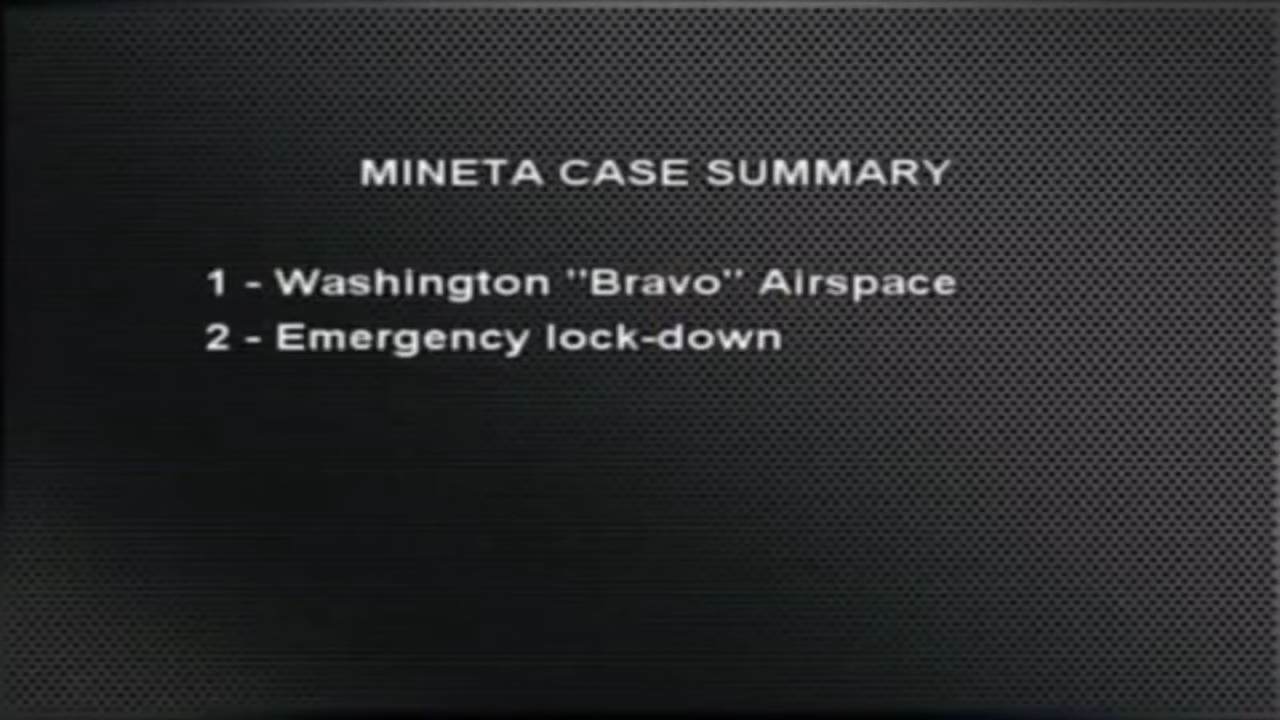 MINETA CASE SUMMARY
1 - Washington "Bravo" Airspace
2 - Emergency lock-down